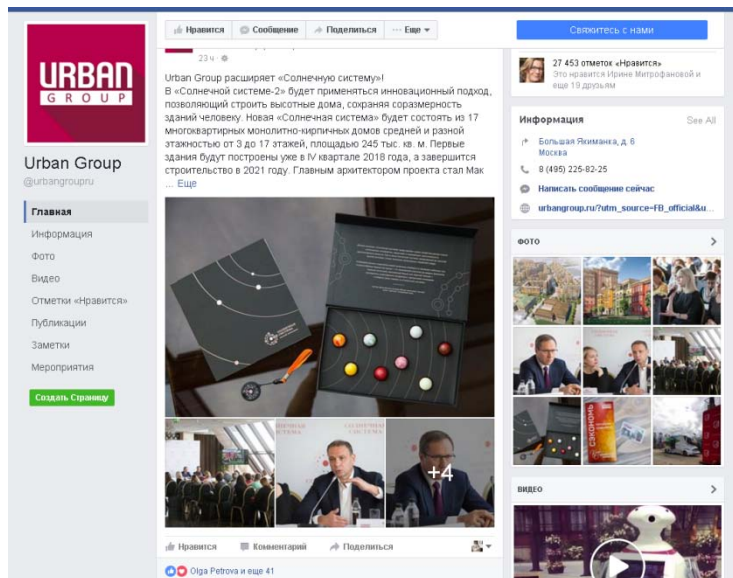 URBAN
GROUP
Urban Group
@urbangroupru
Главная
Информация
Фото
Видео
Отметки «Нравится»
Публикации
Заметки
Мероприятия
Создать Страницу
Нравится Сообщение Поделиться ··· Еще
23 ч ·
Urban Group расширяет «Солнечную систему»!
В «Солнечной системе-2» будет применяться инновационный подход,
позволяющий строить высотные дома, сохраняя соразмерность
зданий человеку. Новая «Солнечная система» будет состоять из 17
многоквартирных монолитно-кирпичных домов средней и разной
этажностью от 3 до 17 этажей, площадью 245 тыс. кв. м. Первые
здания будут построены уже в IV квартале 2018 года, а завершится
строительство в 2021 году. Главным архитектором проекта стал Мак
... Еще
СОЛНЕЧНАЯ
СИСТЕМА
+4
Нравится Комментарий Поделиться
Olga Petrova и еще 41
Свяжитесь с нами
27 453 отметок «Нравится»
Это нравится Ирине Митрофановой и
еще 19 друзьям
Информация See All
Большая Якиманка, д. 6
Москва
8 (495) 225-82-25
Написать сообщение сейчас
urbangroup.ru/?utm_source=FB_official&u...
ФОТО
СЭКОНОМЬ
ВИДЕО